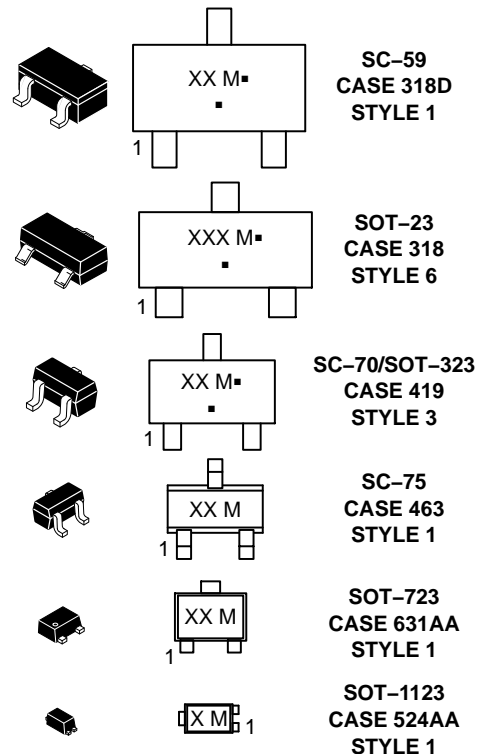 XX M▪
▪
1
SC–59
CASE 318D
STYLE 1
XXX M▪
▪
1
SOT–23
CASE 318
STYLE 6
XX M▪
▪
1
SC–70/SOT–323
CASE 419
STYLE 3
XX M
1
SC–75
CASE 463
STYLE 1
XX M
1
SOT–723
CASE 631AA
STYLE 1
X M
1
SOT–1123
CASE 524AA
STYLE 1